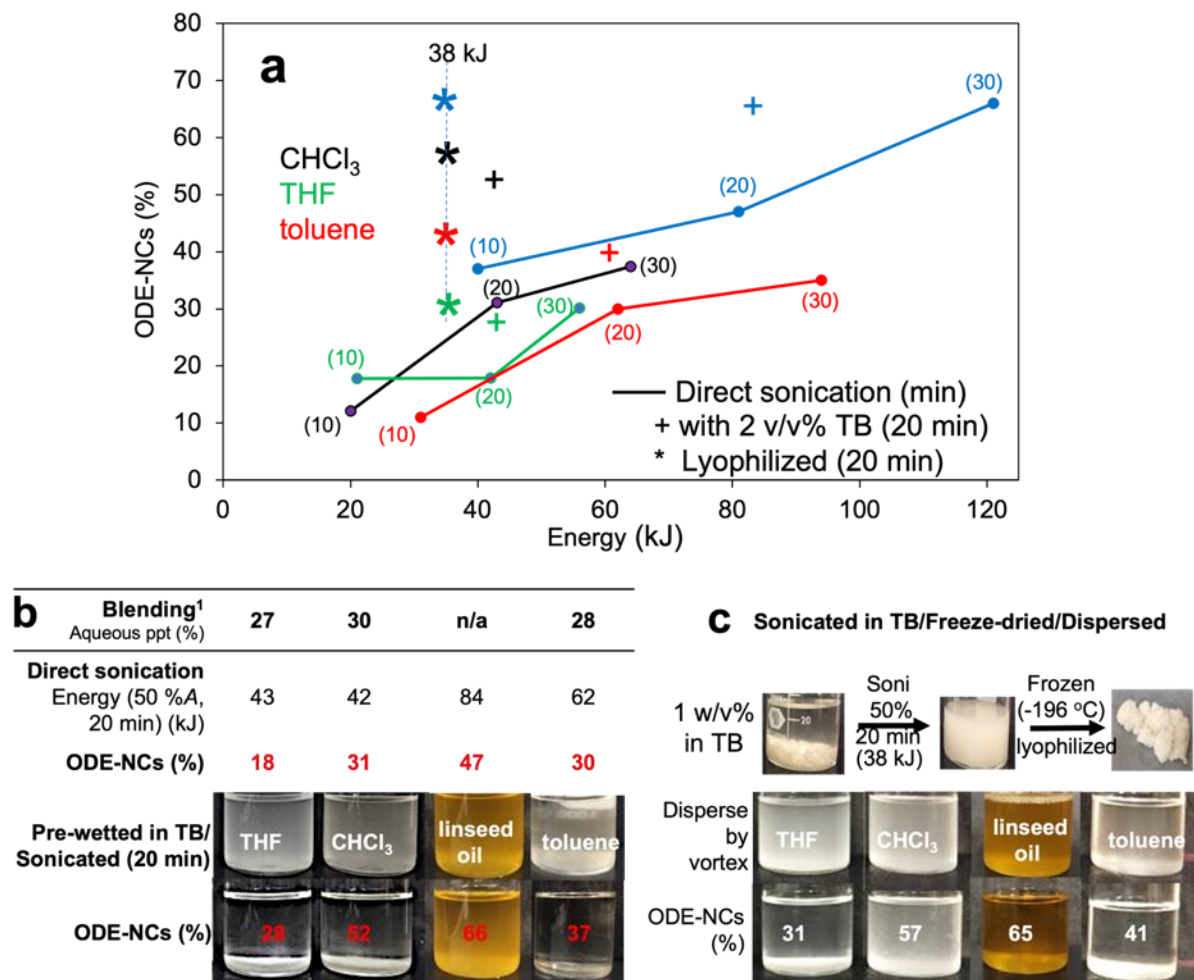 a
38 kJ
CHCl3
THF
toluene
ODE-NCs (%)
80
70
60
50
40
30
20
10
0
(30)
(20)
(10)
(30)
(20)
(30)
(30)
(10)
(20)
(20)
(10)
(10)
Direct sonication (min)
+ with 2 v/v% TB (20 min)
* Lyophilized (20 min)
0 20 40 60 80 100 120
Energy (kJ)
b
Blending1 27 30 n/a 28
Aqueous ppt (%)
Direct sonication
Energy (50 %A, 43 42 84 62
20 min) (kJ)
ODE-NCs (%) 18 31 47 30
Pre-wetted in TB/
Sonicated (20 min)
THF CHCl3 linseed oil toluene
ODE-NCs (%) 28 52 66 37
c Sonicated in TB/Freeze-dried/Dispersed
1 w/v%
in TB
20
Soni
50%
20 min
(38 kJ)
Frozen
(-196 oC)
lyophilized
Disperse
by
vortex
THF CHCl3 linseed oil toluene
ODE-NCs
(%)
31 57 65 41